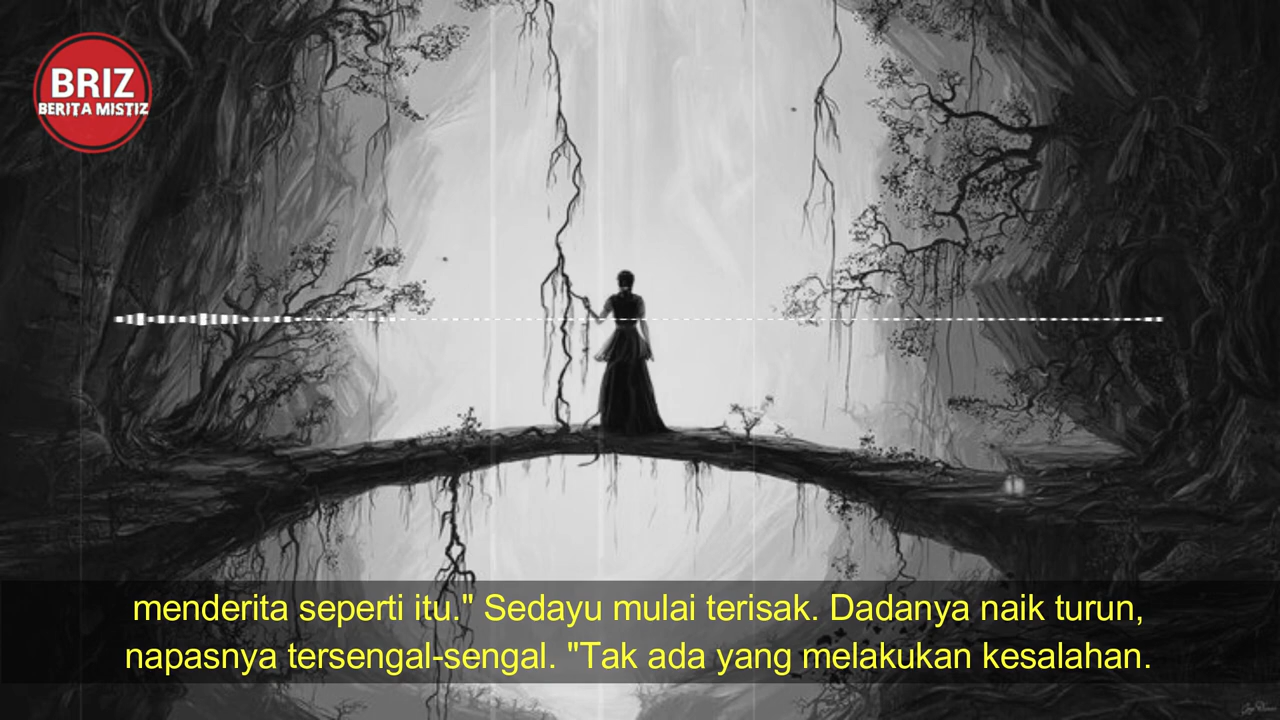 BRIZ
BERITA MISTIZ
menderita seperti itu." Sedayu mulai terisak. Dadanya naik turun,
napasnya tersengal-sengal. "Tak ada yang melakukan kesalahan.